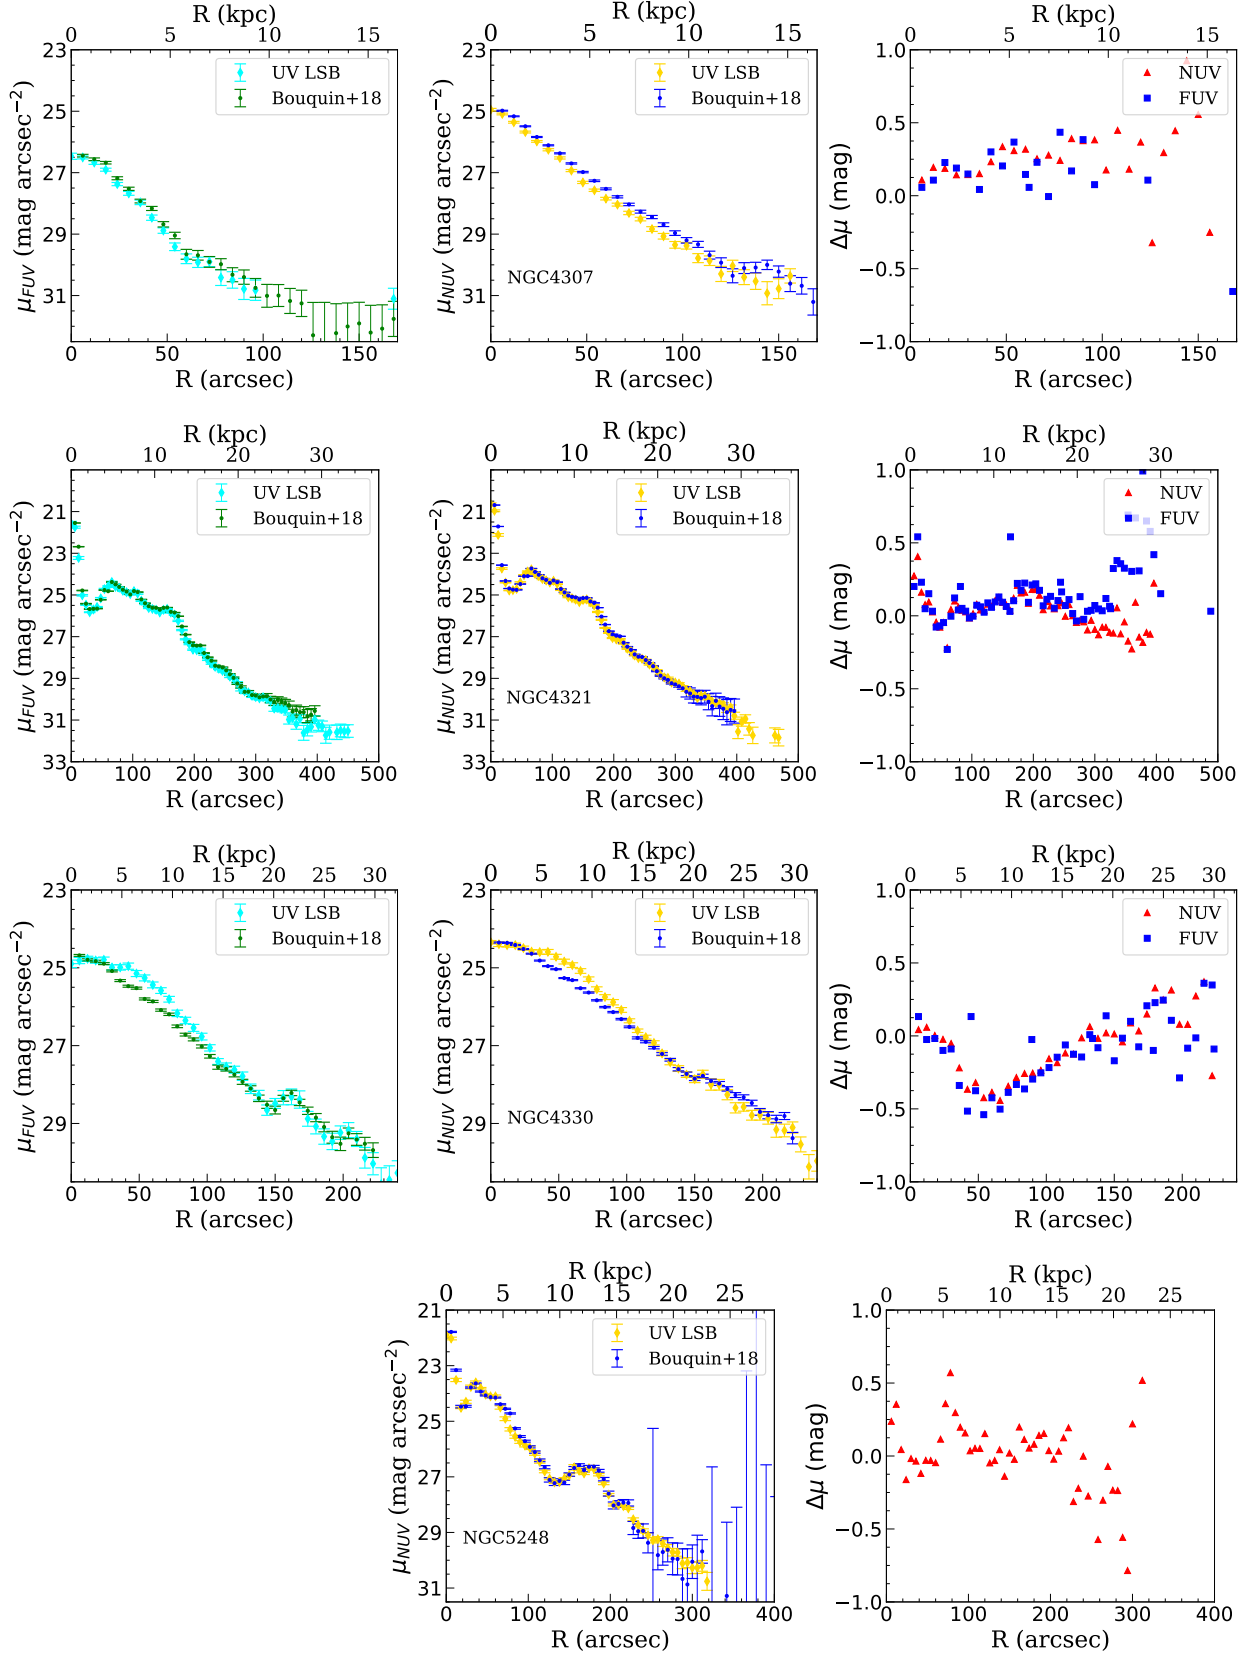 R (kpc)
0 5 10 15
23
25
27
29
31
μFUV (mag arcsec−2)
UV LSB
Bouquin+18
0 50 100 150
R (arcsec)
R (kpc)
0 5 10 15
23
25
27
29
31
μNUV (mag arcsec−2)
UV LSB
Bouquin+18
NGC4307
0 50 100 150
R (arcsec)
R (kpc)
0 5 10 15
1.0
0.5
0.0
−0.5
−1.0
Δμ (mag)
NUV
FUV
0 50 100 150
R (arcsec)
R (kpc)
0 10 20 30
21
23
25
27
29
31
33
μFUV (mag arcsec−2)
UV LSB
Bouquin+18
0 100 200 300 400 500
R (arcsec)
R (kpc)
0 10 20 30
21
23
25
27
29
31
33
μNUV (mag arcsec−2)
UV LSB
Bouquin+18
NGC4321
0 100 200 300 400 500
R (arcsec)
R (kpc)
0 10 20 30
1.0
0.5
0.0
−0.5
−1.0
Δμ (mag)
NUV
FUV
0 100 200 300 400 500
R (arcsec)
R (kpc)
0 5 10 15 20 25 30
23
25
27
29
μFUV (mag arcsec−2)
UV LSB
Bouquin+18
0 50 100 150 200
R (arcsec)
R (kpc)
0 5 10 15 20 25 30
23
25
27
29
μNUV (mag arcsec−2)
UV LSB
Bouquin+18
NGC4330
0 50 100 150 200
R (arcsec)
R (kpc)
0 5 10 15 20 25 30
1.0
0.5
0.0
−0.5
−1.0
Δμ (mag)
NUV
FUV
0 50 100 150 200
R (arcsec)
R (kpc)
0 5 10 15 20 25
21
23
25
27
29
31
μNUV (mag arcsec−2)
UV LSB
Bouquin+18
NGC5248
0 100 200 300 400
R (arcsec)
R (kpc)
0 5 10 15 20 25
1.0
0.5
0.0
−0.5
−1.0
Δμ (mag)
0 100 200 300 400
R (arcsec)